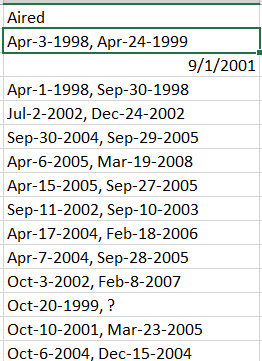 Aired
Apr-3-1998, Apr-24-1999
9/1/2001
Apr-1-1998, Sep-30-1998
Jul-2-2002, Dec-24-2002
Sep-30-2004, Sep-29-2005
Apr-6-2005, Mar-19-2008
Apr-15-2005, Sep-27-2005
Sep-11-2002, Sep-10-2003
Apr-17-2004, Feb-18-2006
Apr-7-2004, Sep-28-2005
Oct-3-2002, Feb-8-2007
Oct-20-1999, ?
Oct-10-2001, Mar-23-2005
Oct-6-2004, Dec-15-2004